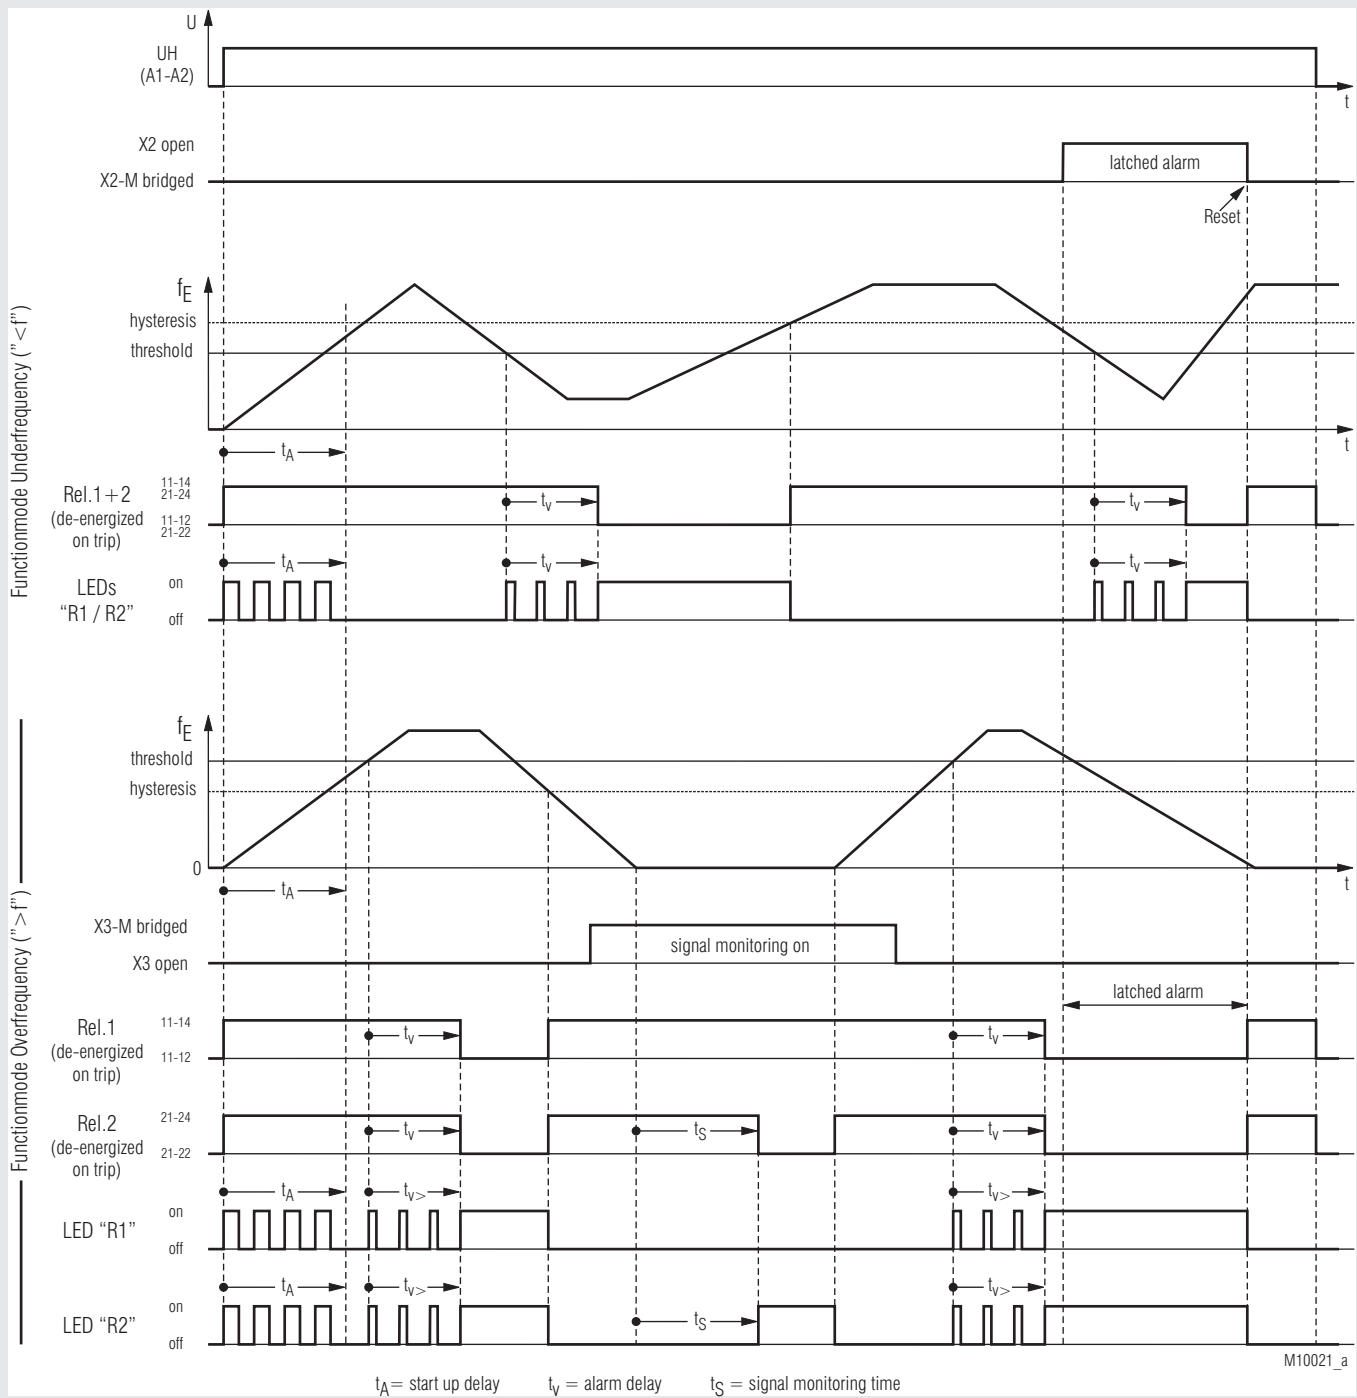 U
UH
(A1-A2)
t
X2 open
latched alarm
X2-M bridged
Reset
Functionmode Underfrequency ("<f")
fE
hysteresis
threshold
t
tA
Rel.1+2
(de-energized
on trip)
11-14
21-24
11-12
21-22
tv
tv
tA
tv
tv
LEDs
"R1 / R2"
on
off
Functionmode Overfrequency (">f")
fE
threshold
hysteresis
0
t
tA
X3-M bridged
signal monitoring on
X3 open
latched alarm
Rel.1
(de-energized
on trip)
11-14
11-12
tv
tv
Rel.2
(de-energized
on trip)
21-24
21-22
tv
tS
tv
tA
tv>
tv>
LED "R1"
on
off
tA
tv>
tv>
LED "R2"
on
off
tS
M10021_a
tA= start up delay
tv = alarm delay
tS = signal monitoring time